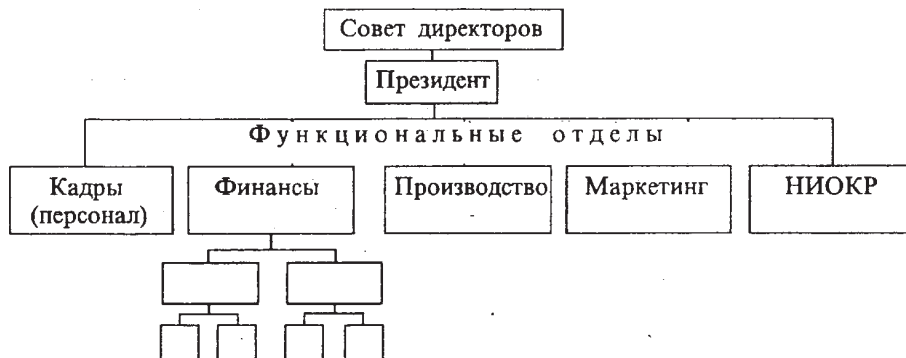 Совет директоров
Президент
Функциональные отделы
Кадры
(персонал)
Финансы
Производство
Маркетинг
НИОКР